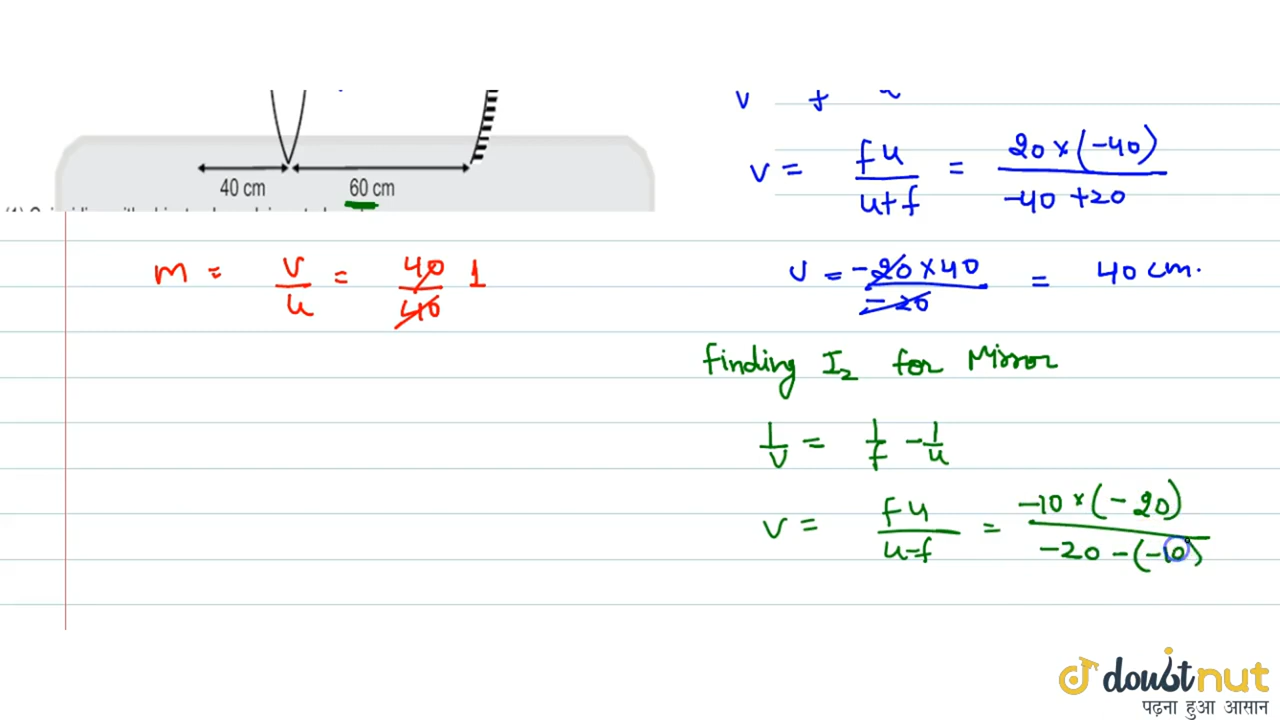 40 cm 60 cm
m = v/u = 40/40 1
v = fu/u+f = 20×(-40)/-40+20
v = -20×40/-20 = 40 cm.
Finding I₂ for Mirror
1/v = 1/f - 1/u
v = fu/u-f = -10×(-20)/-20-(-10)
doubtnut
पढ़ना हुआ आसान